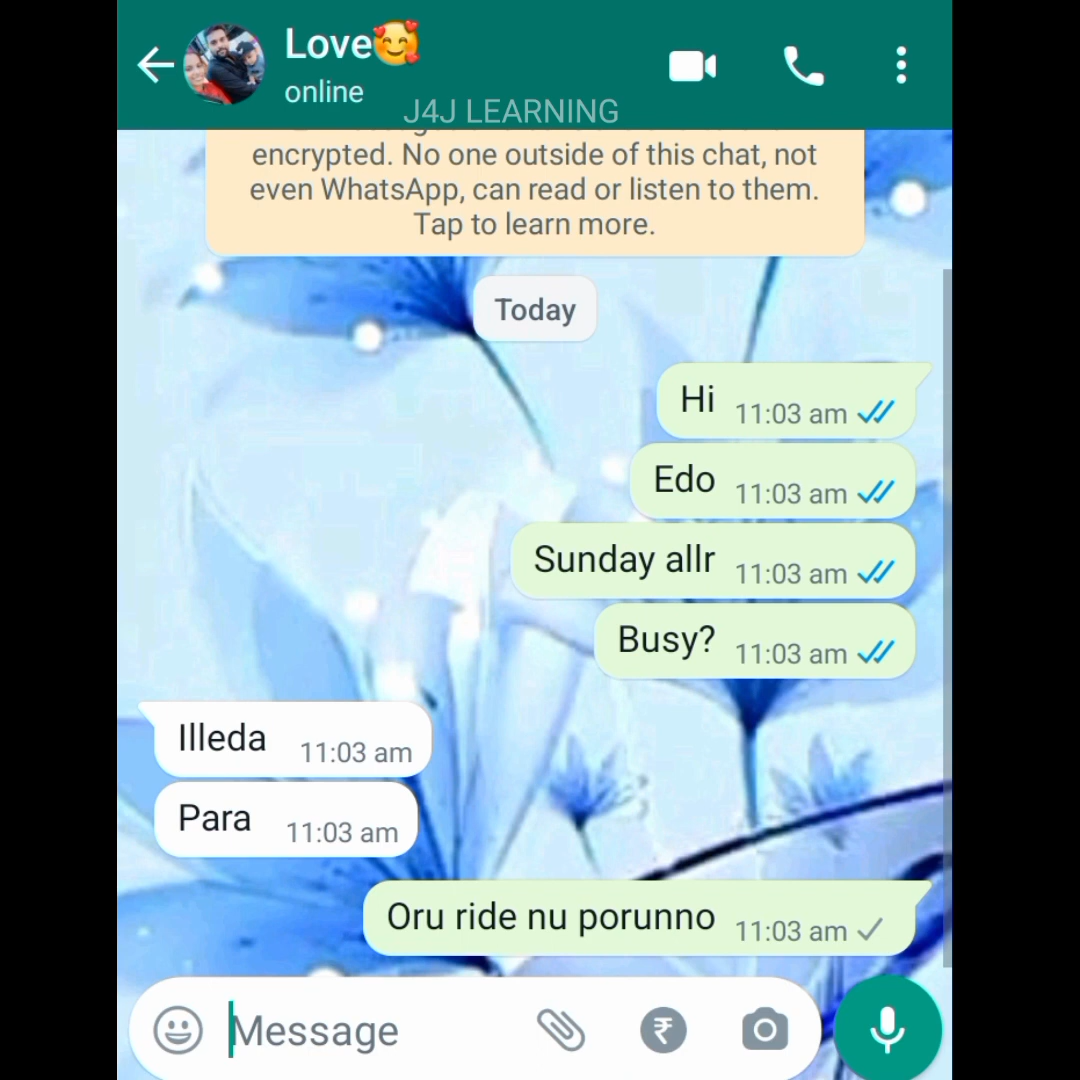 Love🥰
online
J4J LEARNING
encrypted. No one outside of this chat, not
even WhatsApp, can read or listen to them.
Tap to learn more.
Today
Hi 11:03 am
Edo 11:03 am
Sunday allr 11:03 am
Busy? 11:03 am
Illeda 11:03 am
Para 11:03 am
Oru ride nu porunno 11:03 am
Message